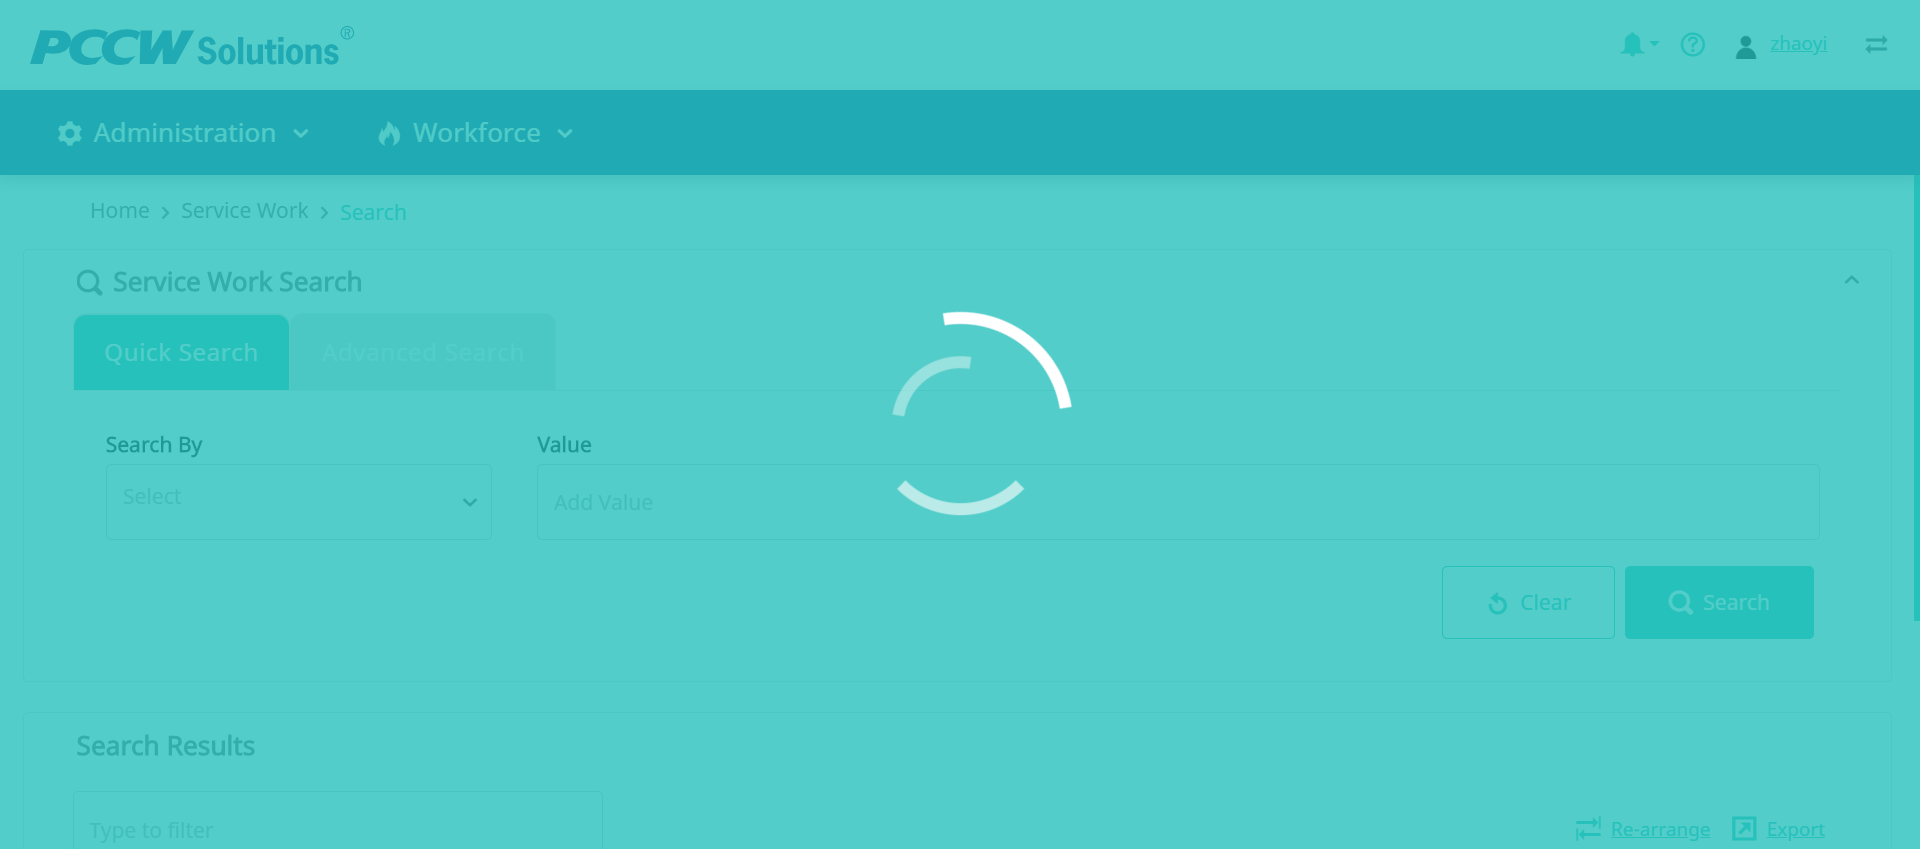 PCCW Solutions®
zhaoyi
Administration
Workforce
Home > Service Work > Search
Service Work Search
Quick Search
Advanced Search
Search By
Value
Select
Add Value
Clear
Search
Search Results
Type to filter
Re-arrange
Export